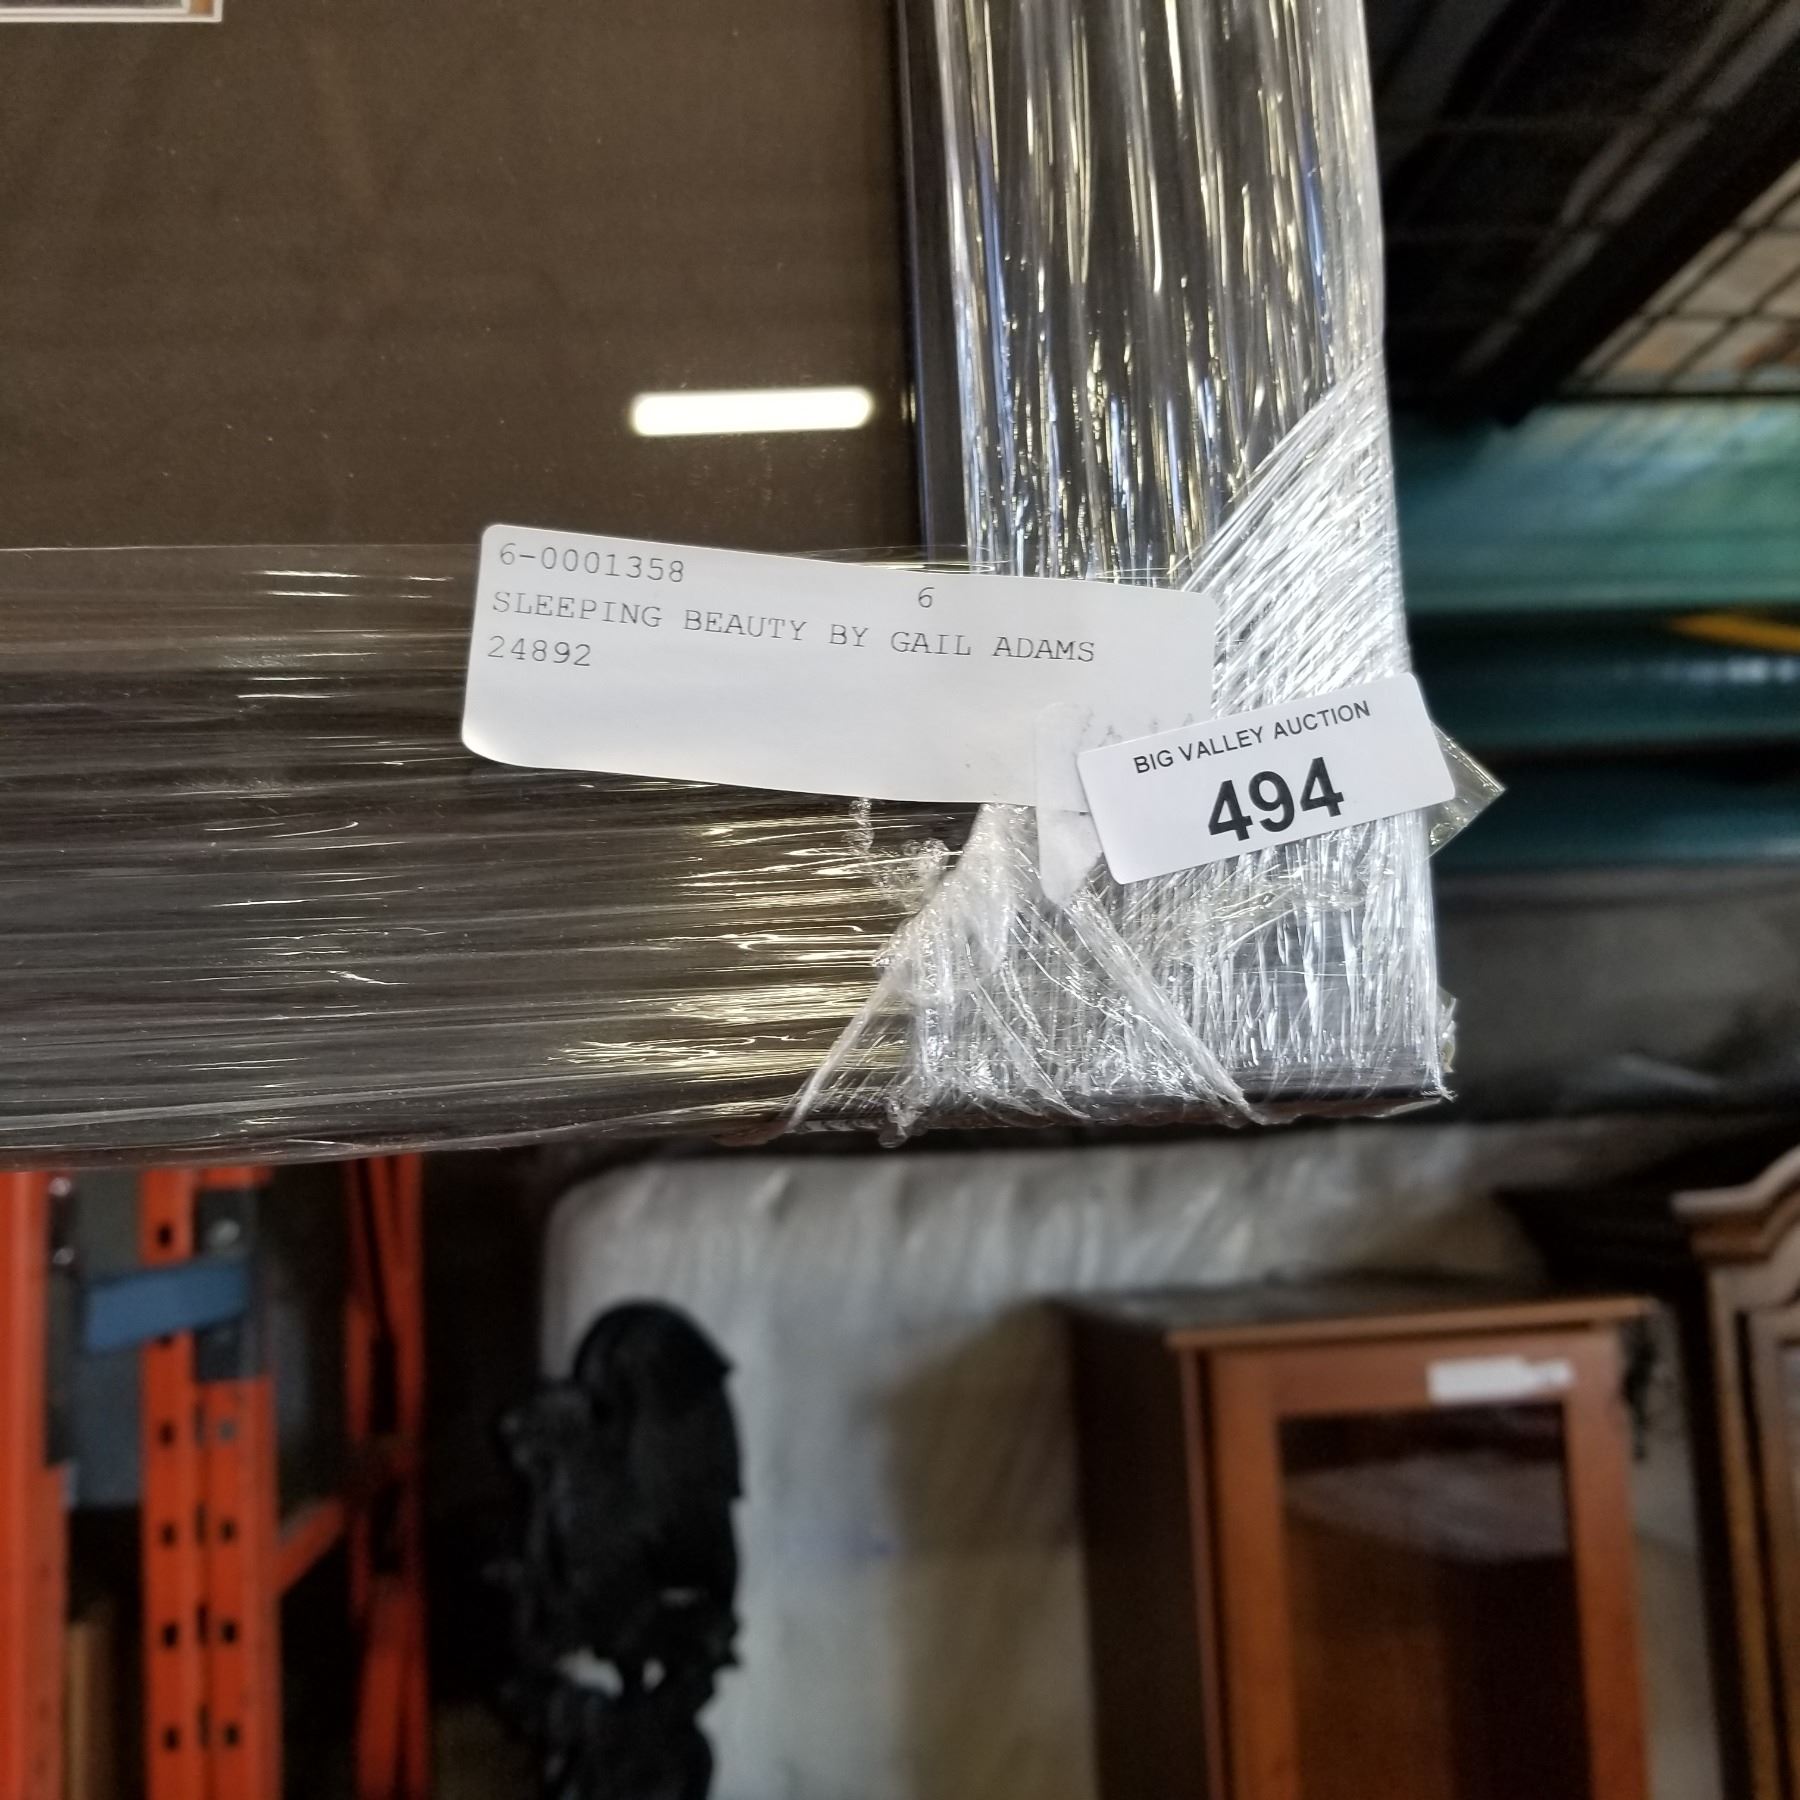 6-0001358
6
SLEEPING BEAUTY BY GAIL ADAMS
24892
BIG VALLEY AUCTION
494